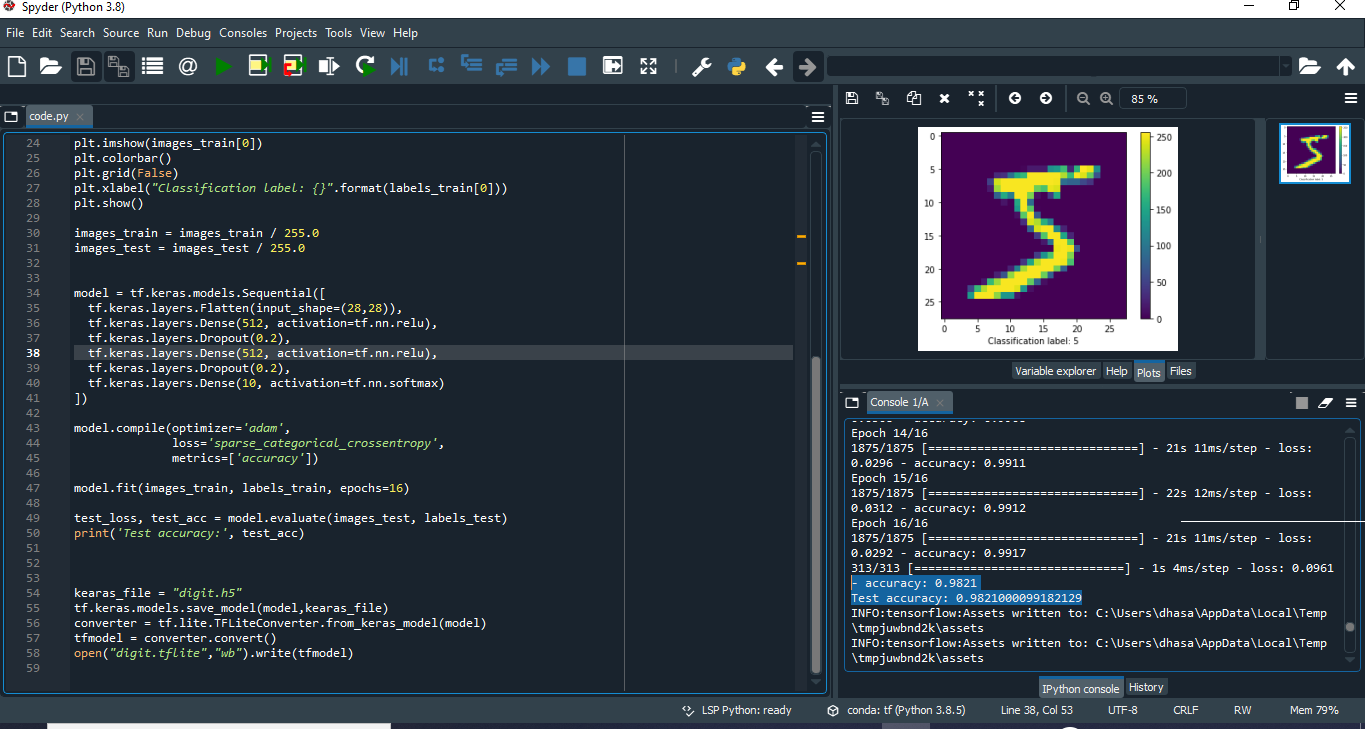 Spyder (Python 3.8)
File Edit Search Source Run Debug Consoles Projects Tools View Help
85 %
code.py
24 plt.imshow(images_train[0])
25 plt.colorbar()
26 plt.grid(False)
27 plt.xlabel("Classification label: {}".format(labels_train[0]))
28 plt.show()
29
30 images_train = images_train / 255.0
31 images_test = images_test / 255.0
32
33
34 model = tf.keras.models.Sequential([
35 tf.keras.layers.Flatten(input_shape=(28,28)),
36 tf.keras.layers.Dense(512, activation=tf.nn.relu),
37 tf.keras.layers.Dropout(0.2),
38 tf.keras.layers.Dense(512, activation=tf.nn.relu),
39 tf.keras.layers.Dropout(0.2),
40 tf.keras.layers.Dense(10, activation=tf.nn.softmax)
41 ])
42
43 model.compile(optimizer='adam',
44 loss='sparse_categorical_crossentropy',
45 metrics=['accuracy'])
46
47 model.fit(images_train, labels_train, epochs=16)
48
49 test_loss, test_acc = model.evaluate(images_test, labels_test)
50 print('Test accuracy:', test_acc)
51
52
53
54 kearas_file = "digit.h5"
55 tf.keras.models.save_model(model,kearas_file)
56 converter = tf.lite.TFLiteConverter.from_keras_model(model)
57 tfmodel = converter.convert()
58 open("digit.tflite","wb").write(tfmodel)
59
0
5
10
15
20
25
0 5 10 15 20 25
Classification label: 5
250
200
150
100
50
0
Variable explorer Help Plots Files
Console 1/A
Epoch 14/16
1875/1875 [==============================] - 21s 11ms/step - loss:
0.0296 - accuracy: 0.9911
Epoch 15/16
1875/1875 [==============================] - 22s 12ms/step - loss:
0.0312 - accuracy: 0.9912
Epoch 16/16
1875/1875 [==============================] - 21s 11ms/step - loss:
0.0292 - accuracy: 0.9917
313/313 [==============================] - 1s 4ms/step - loss: 0.0961
- accuracy: 0.9821
Test accuracy: 0.9821000099182129
INFO:tensorflow:Assets written to: C:\Users\dhasa\AppData\Local\Temp
\tmpjuwbnd2k\assets
INFO:tensorflow:Assets written to: C:\Users\dhasa\AppData\Local\Temp
\tmpjuwbnd2k\assets
IPython console History
LSP Python: ready conda: tf (Python 3.8.5) Line 38, Col 53 UTF-8 CRLF RW Mem 79%